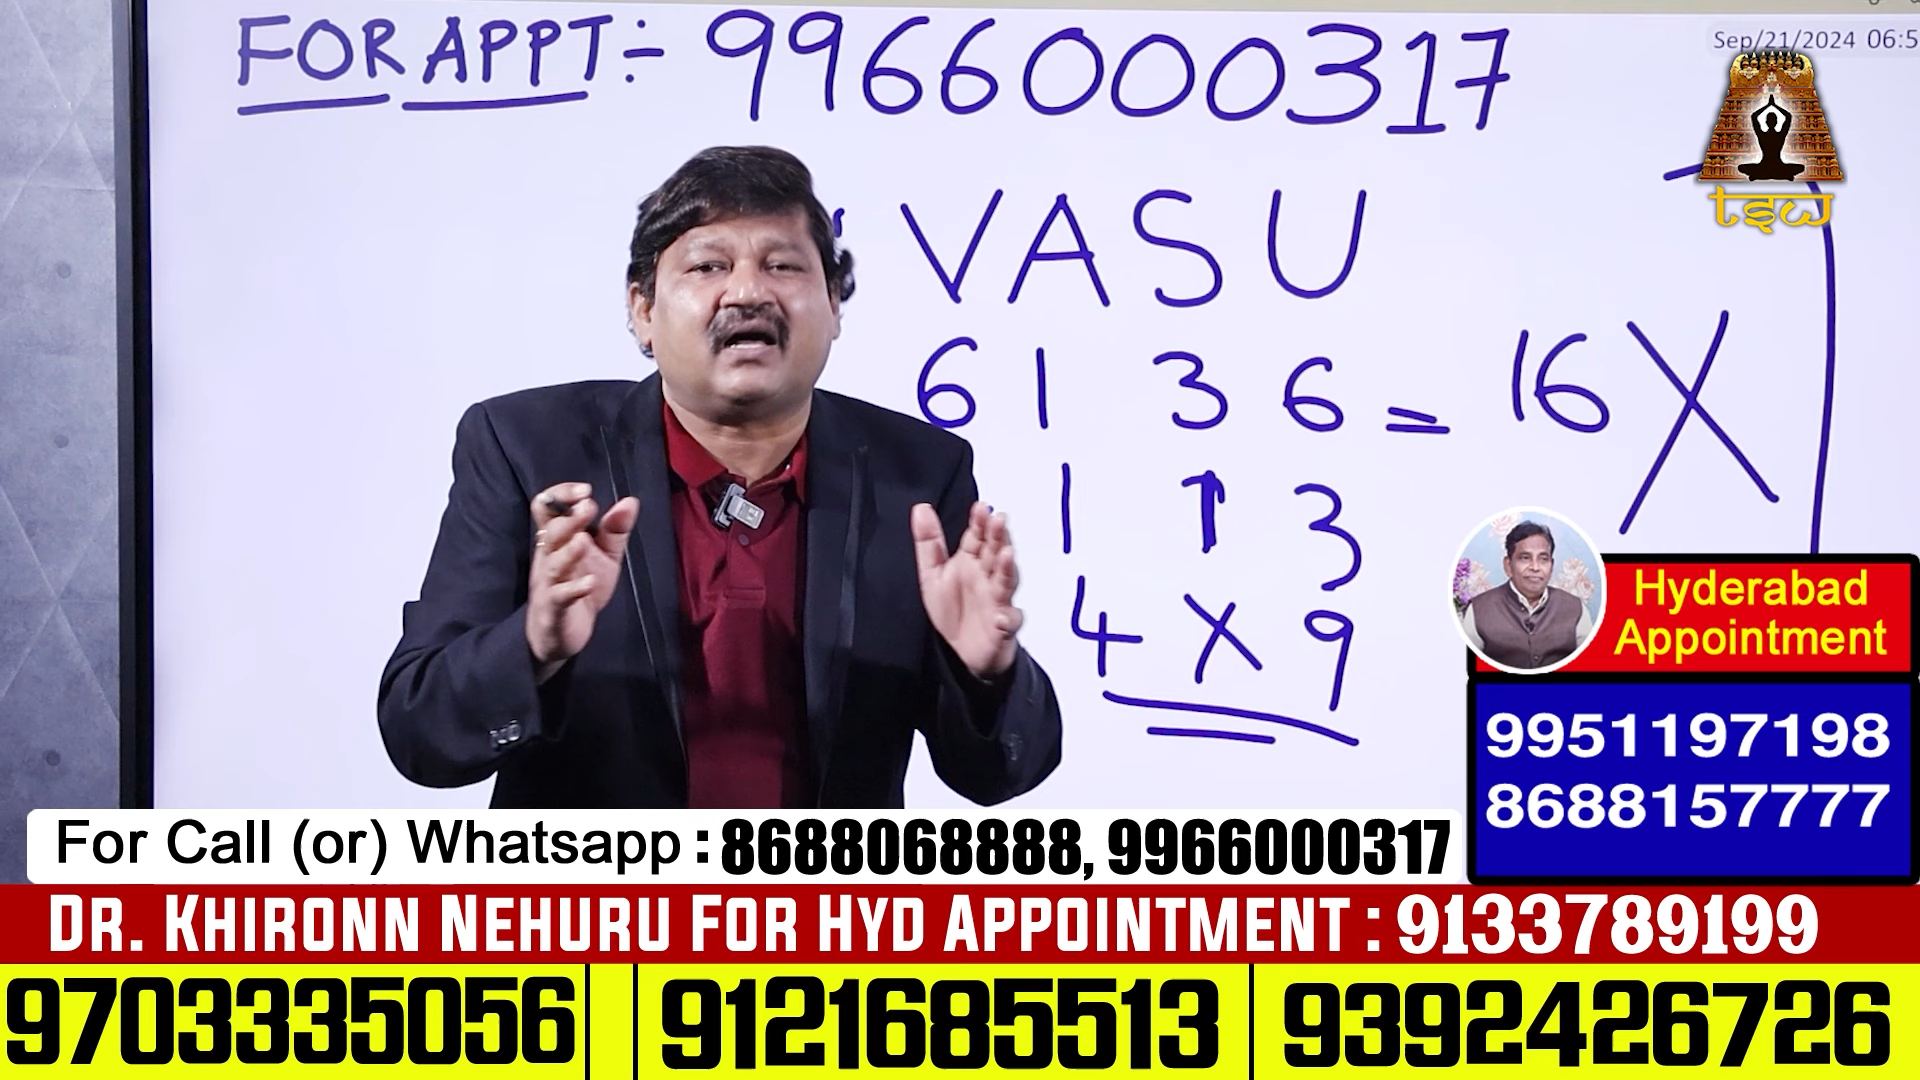 FOR APPT :- 9966000317
Sep/21/2024 06:5
tsw
VASU
6 1 3 6 = 16 X
1 1 3
4 X 9
Hyderabad
Appointment
9951197198
8688157777
For Call (or) Whatsapp : 8688068888, 9966000317
DR. KHIRONN NEHURU FOR HYD APPOINTMENT : 9133789199
9703335056 9121685513 9392426726